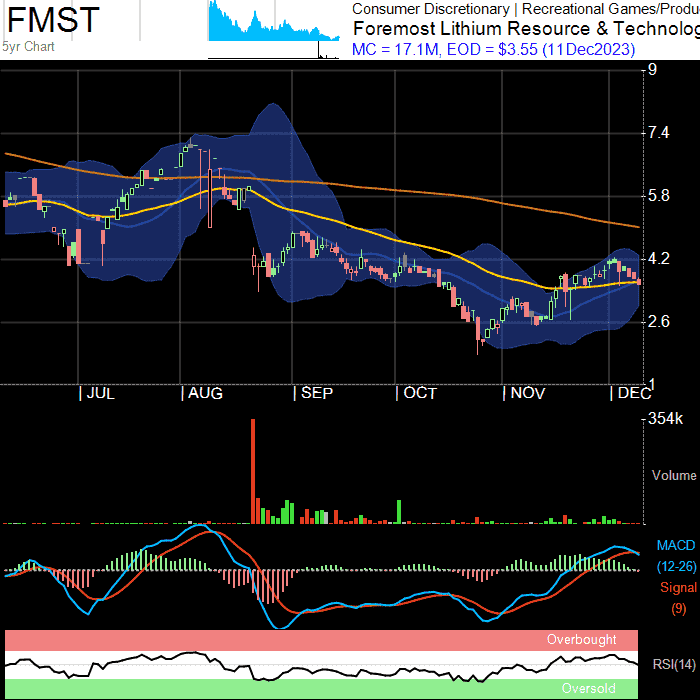 FMST
5yr Chart
Consumer Discretionary | Recreational Games/Produ
Foremost Lithium Resource & Technolog
MC = 17.1M, EOD = $3.55 (11Dec2023)
9
7.4
5.8
4.2
2.6
1
| JUL | AUG | SEP | OCT | NOV | DEC
354k
Volume
MACD
(12-26)
Signal
(9)
Overbought
RSI(14)
Oversold